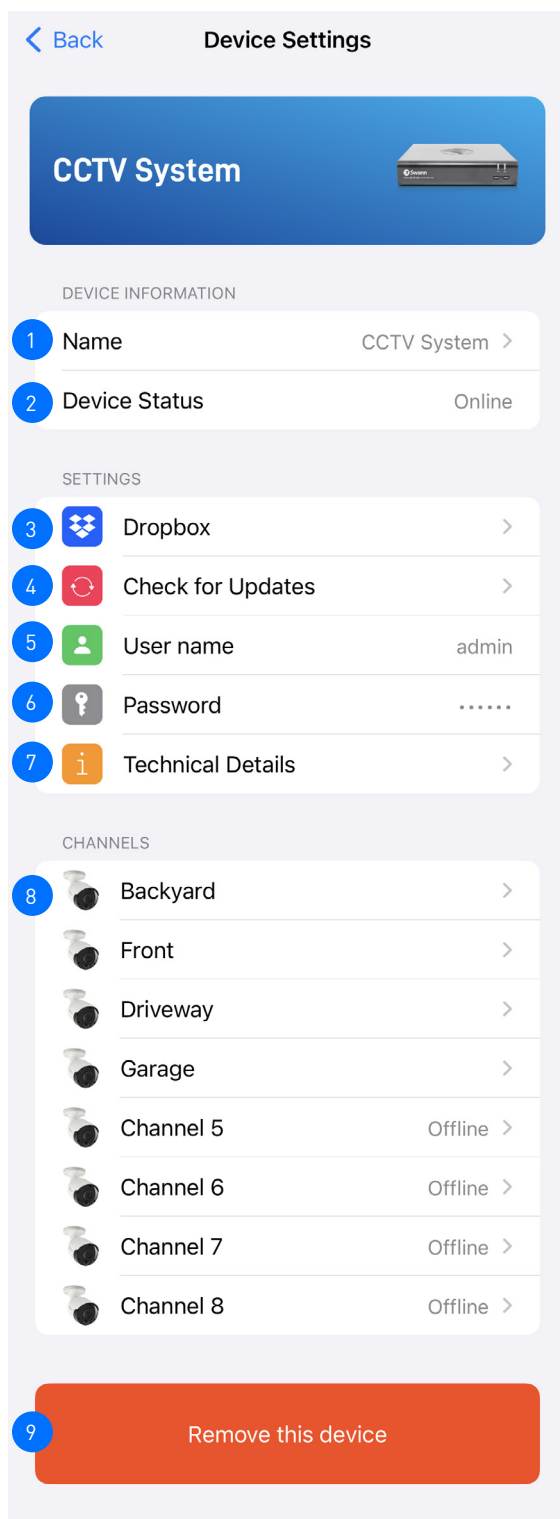 Back Device Settings
CCTV System
Swann
DEVICE INFORMATION
1 Name CCTV System
2 Device Status Online
SETTINGS
3 Dropbox
4 Check for Updates
5 User name admin
6 Password ······
7 i Technical Details
CHANNELS
8 Backyard
Front
Driveway
Garage
Channel 5 Offline
Channel 6 Offline
Channel 7 Offline
Channel 8 Offline
9 Remove this device